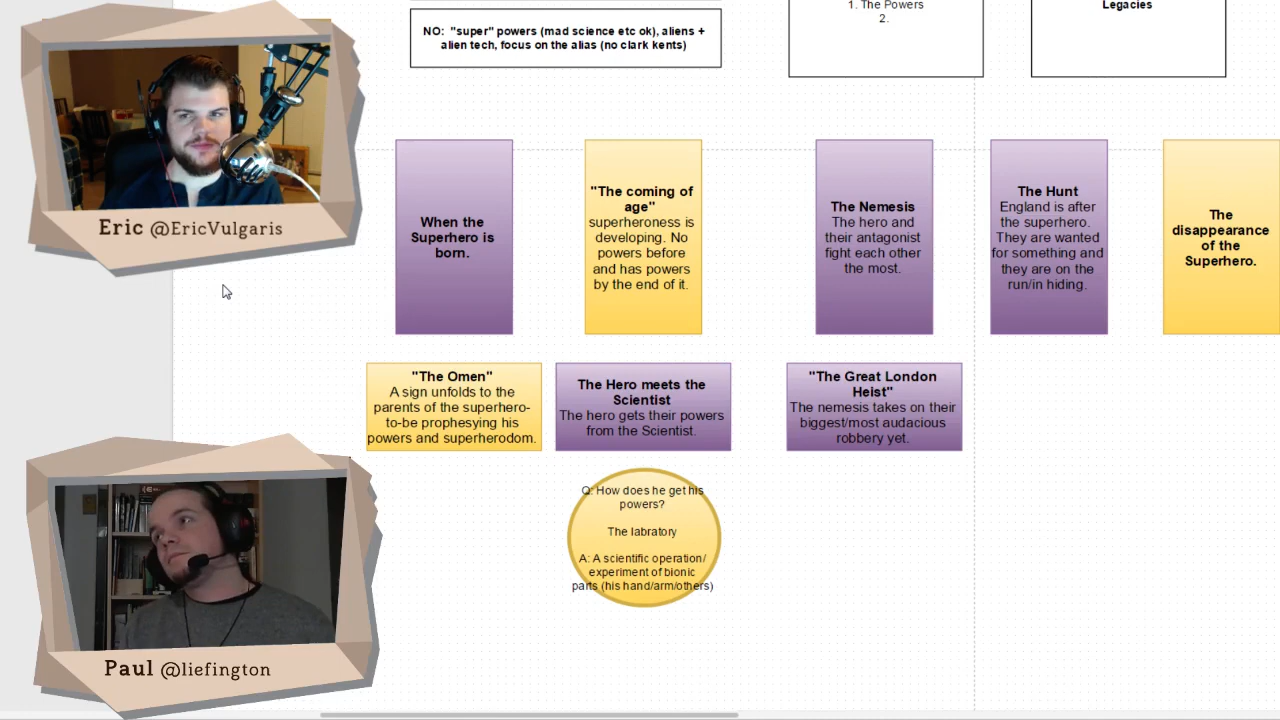 1. The Powers
2.
Legacies
NO: "super" powers (mad science etc ok), aliens +
alien tech, focus on the alias (no clark kents)
Eric @EricVulgaris
When the
Superhero is
born.
"The coming of
age"
superheroness is
developing. No
powers before
and has powers
by the end of it.
The Nemesis
The hero and
their antagonist
fight each other
the most.
The Hunt
England is after
the superhero.
They are wanted
for something and
they are on the
run/in hiding.
The
disappearance
of the
Superhero.
"The Omen"
A sign unfolds to the
parents of the superhero-
to-be prophesying his
powers and superherodom.
The Hero meets the
Scientist
The hero gets their powers
from the Scientist.
"The Great London
Heist"
The nemesis takes on their
biggest/most audacious
robbery yet.
Q: How does he get his
powers?
The labratory
A: A scientific operation/
experiment of bionic
parts (his hand/arm/others)
Paul @liefington